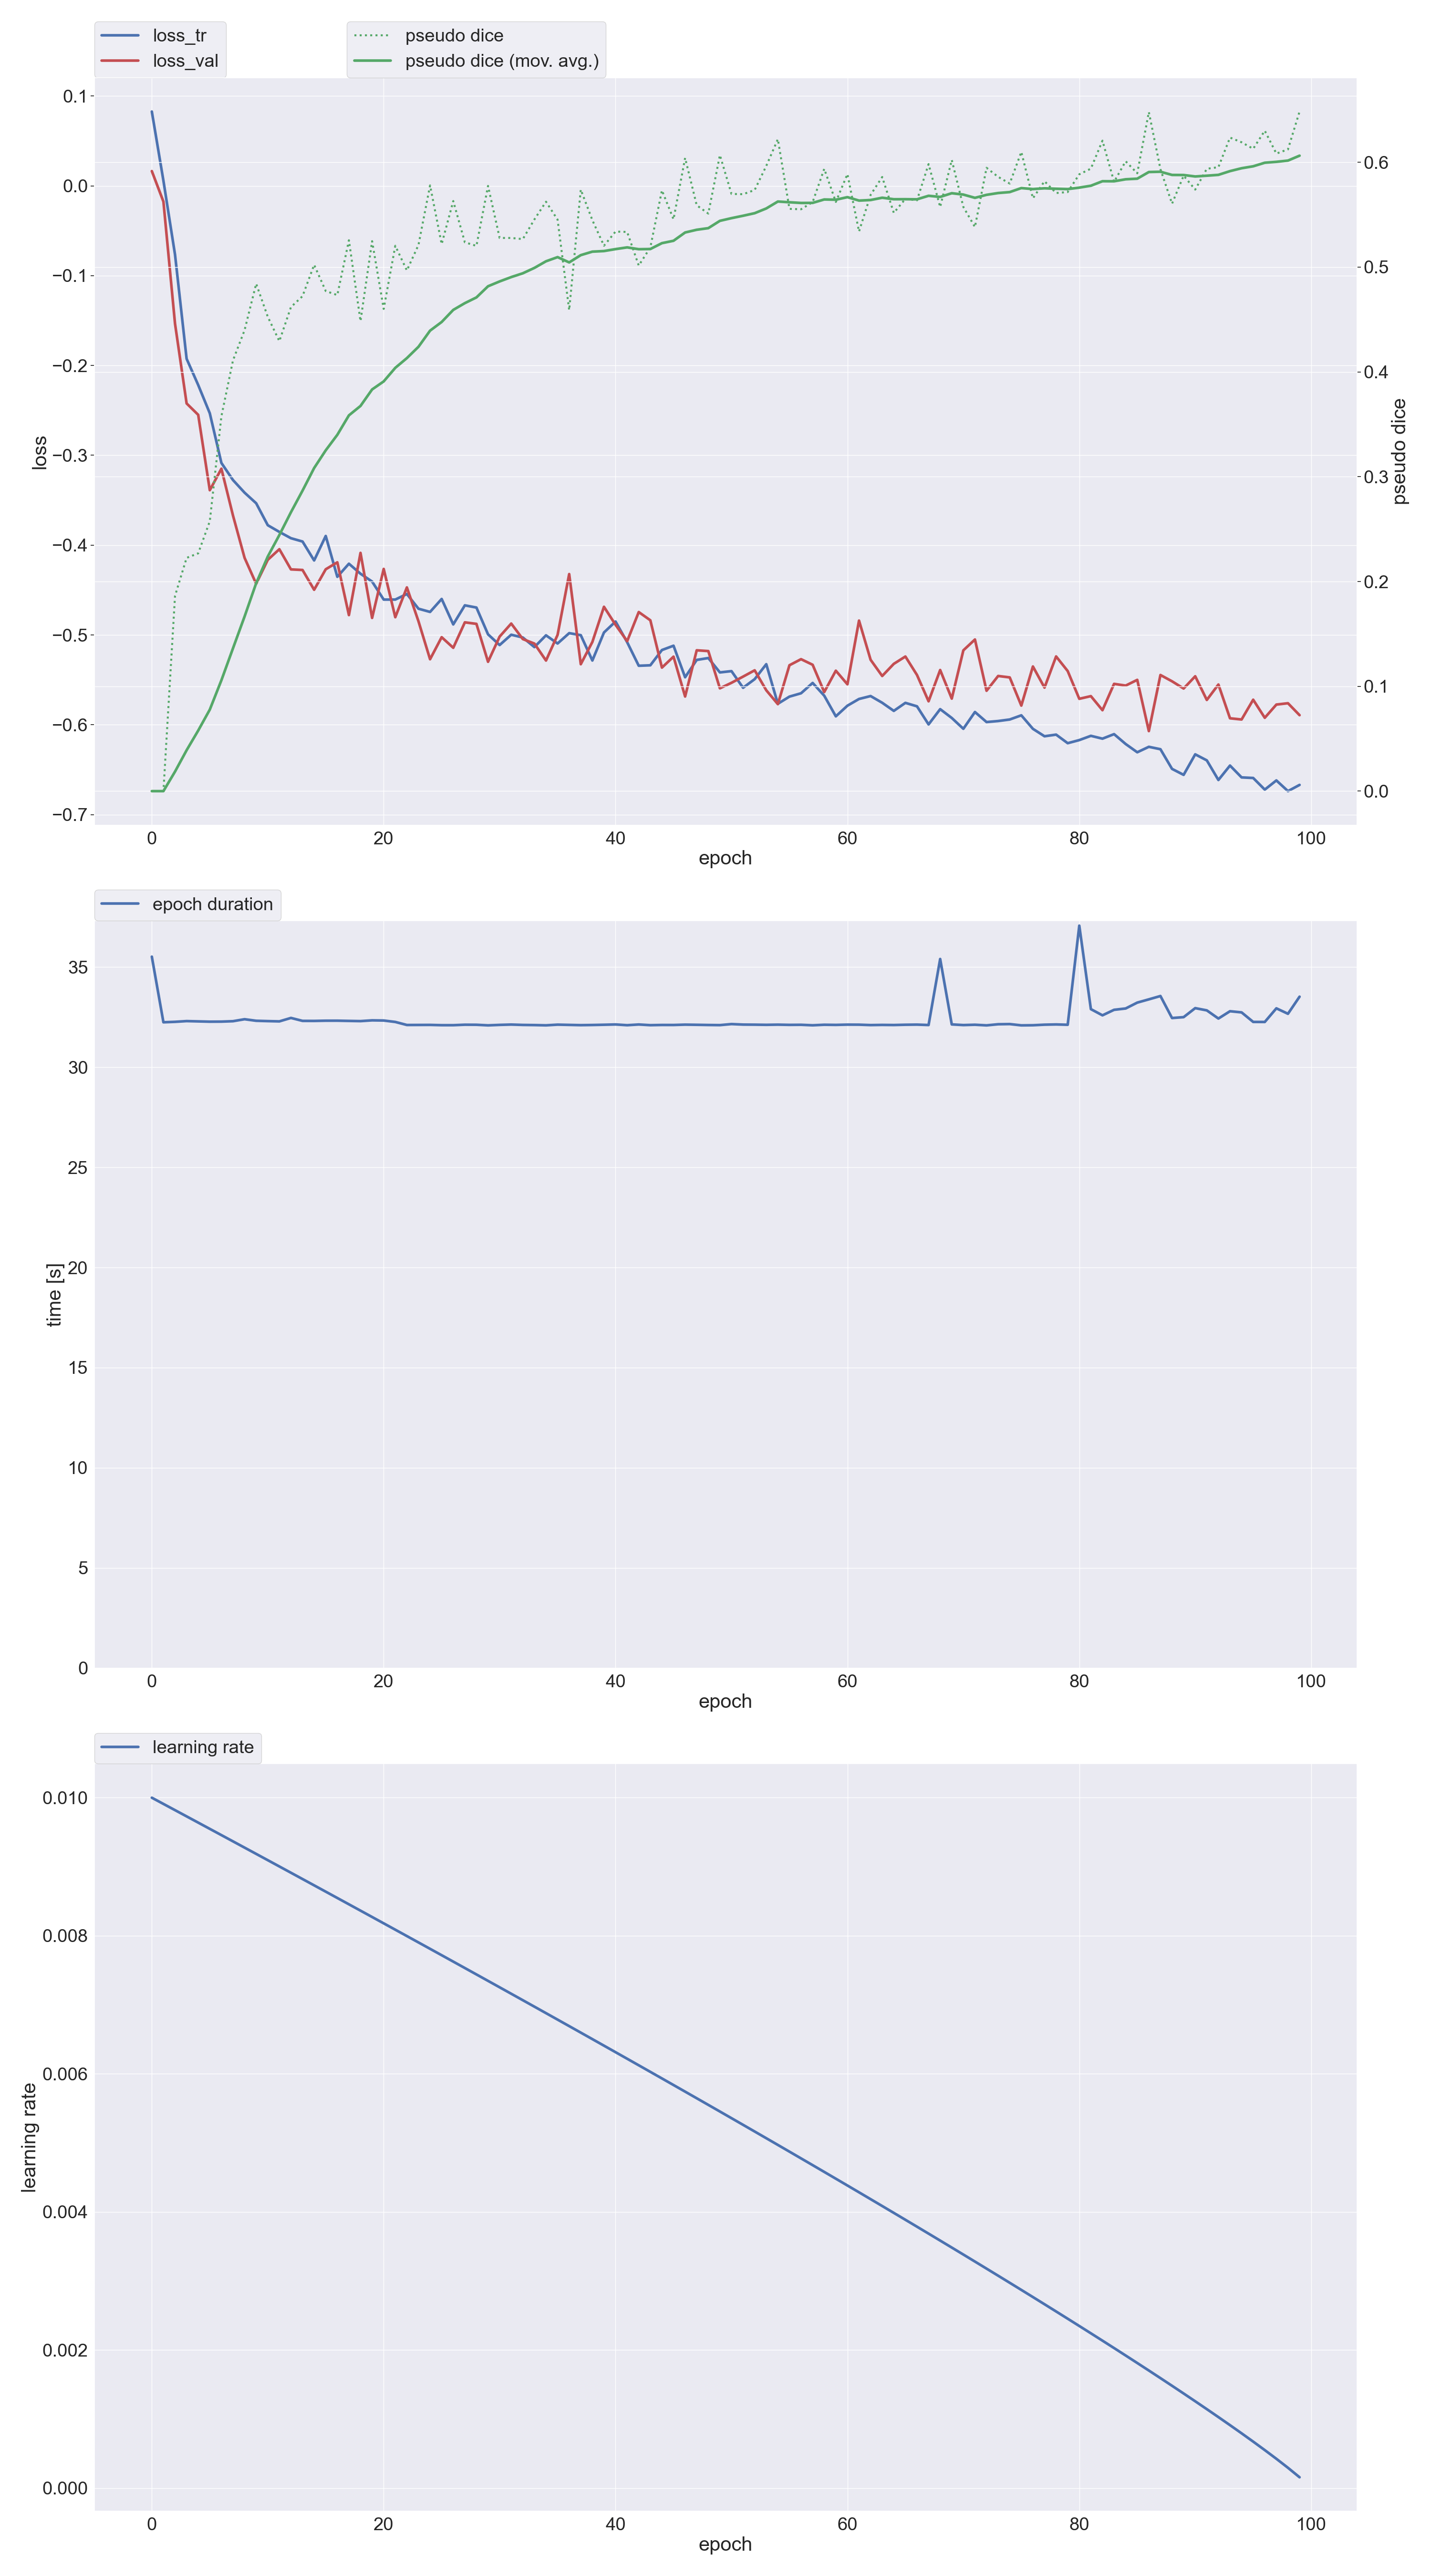 loss_tr
loss_val
pseudo dice
pseudo dice (mov. avg.)
0.1
0.0
−0.1
−0.2
−0.3
−0.4
−0.5
−0.6
−0.7
loss
0.6
0.5
0.4
0.3
0.2
0.1
0.0
pseudo dice
0 20 40 60 80 100
epoch
epoch duration
35
30
25
20
15
10
5
0
time [s]
0 20 40 60 80 100
epoch
learning rate
0.010
0.008
0.006
0.004
0.002
0.000
learning rate
0 20 40 60 80 100
epoch